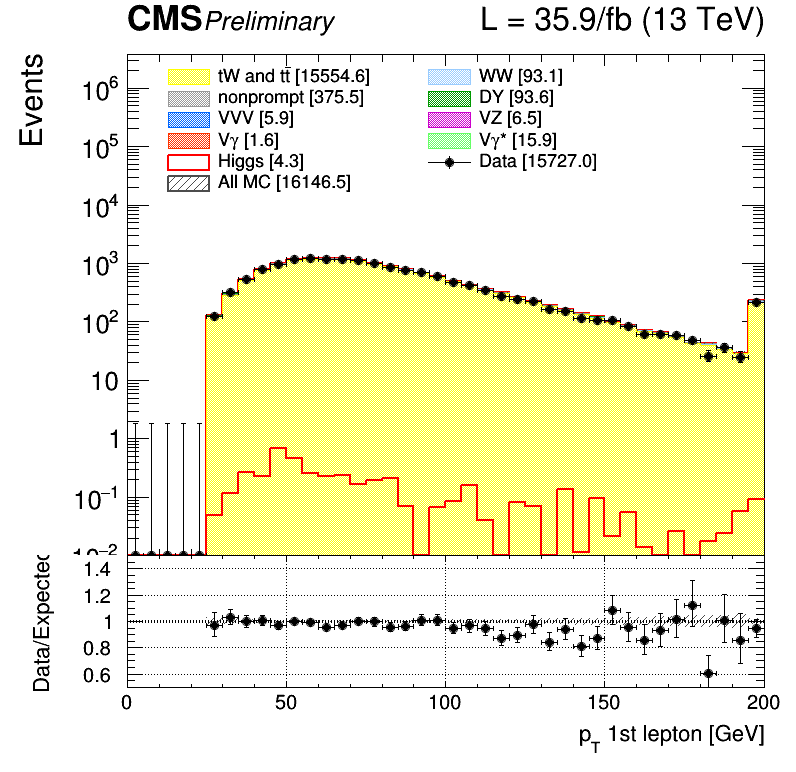 CMS Preliminary L = 35.9/fb (13 TeV)
Events
tW and tt̄ [15554.6] WW [93.1]
nonprompt [375.5] DY [93.6]
VVV [5.9] VZ [6.5]
Vγ [1.6] Vγ* [15.9]
Higgs [4.3] Data [15727.0]
All MC [16146.5]
10⁶
10⁵
10⁴
10³
10²
10
1
10⁻¹
10⁻²
Data/Expected
1.4
1.2
1
0.8
0.6
0 50 100 150 200
p_T 1st lepton [GeV]